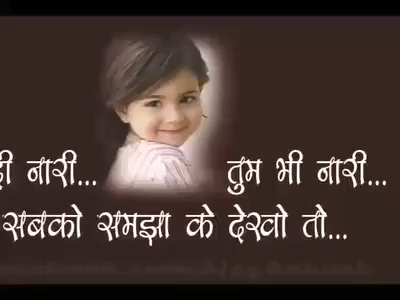 नारी... तुम भी नारी...
सबको समझा के देखो तो...